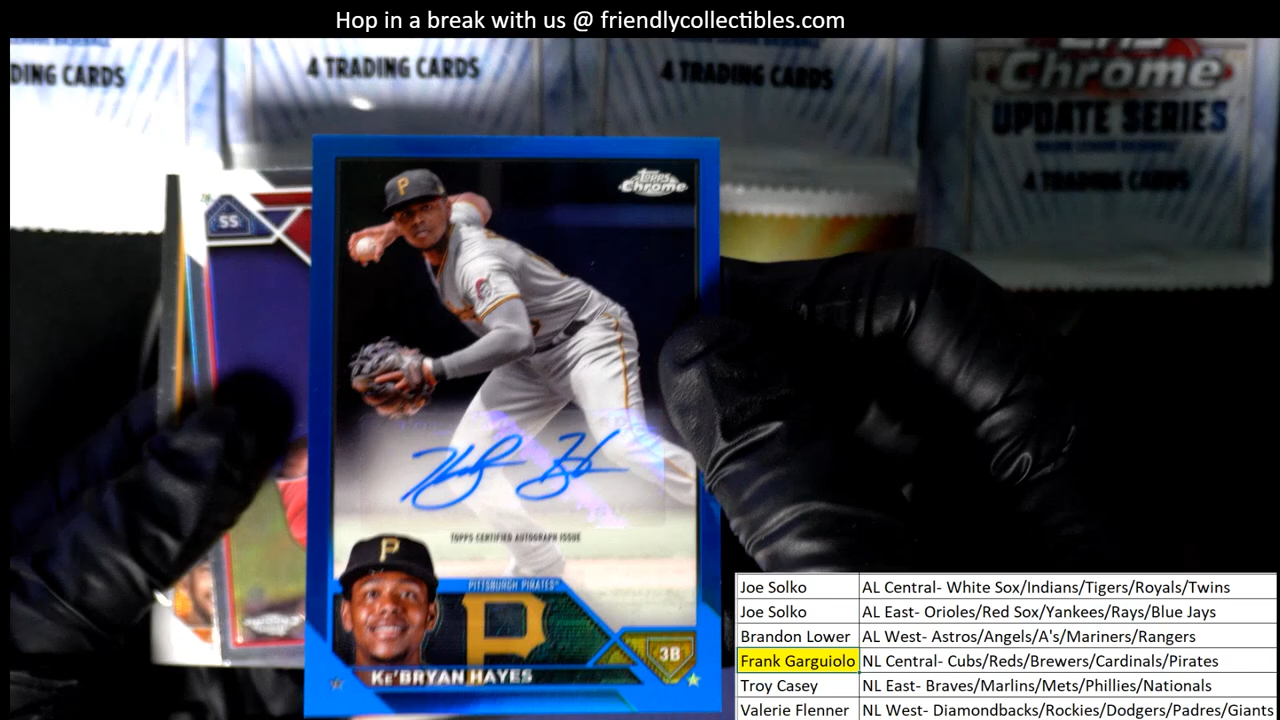 Hop in a break with us @ friendlycollectibles.com
DING CARDS
4 TRADING CARDS
4 TRADING CARDS
Chrome
UPDATE SERIES
MAJOR LEAGUE BASEBALL
4 TRADING CARDS
SS
P
TOPPS
Chrome
TOPPS CERTIFIED AUTOGRAPH ISSUE
P
PITTSBURGH PIRATES
P
3B
KE'BRYAN HAYES
Joe Solko AL Central- White Sox/Indians/Tigers/Royals/Twins
Joe Solko AL East- Orioles/Red Sox/Yankees/Rays/Blue Jays
Brandon Lower AL West- Astros/Angels/A's/Mariners/Rangers
Frank Garguiolo NL Central- Cubs/Reds/Brewers/Cardinals/Pirates
Troy Casey NL East- Braves/Marlins/Mets/Phillies/Nationals
Valerie Flenner NL West- Diamondbacks/Rockies/Dodgers/Padres/Giants